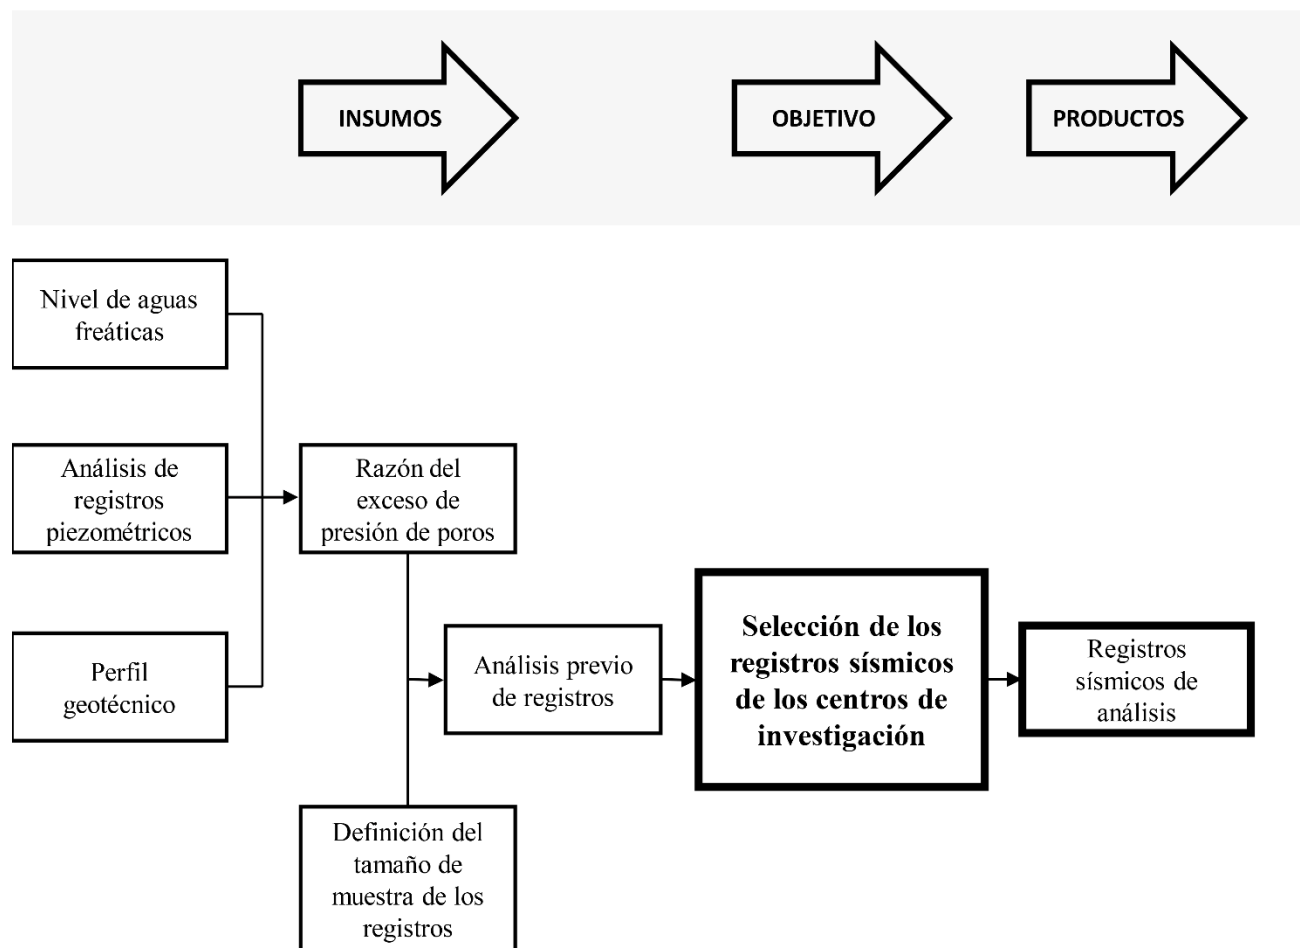 INSUMOS
OBJETIVO
PRODUCTOS
Nivel de aguas
freáticas
Análisis de
registros
piezométricos
Perfil
geotécnico
Razón del
exceso de
presión de poros
Análisis previo
de registros
Definición del
tamaño de
muestra de los
registros
Selección de los
registros sísmicos
de los centros de
investigación
Registros
sísmicos de
análisis